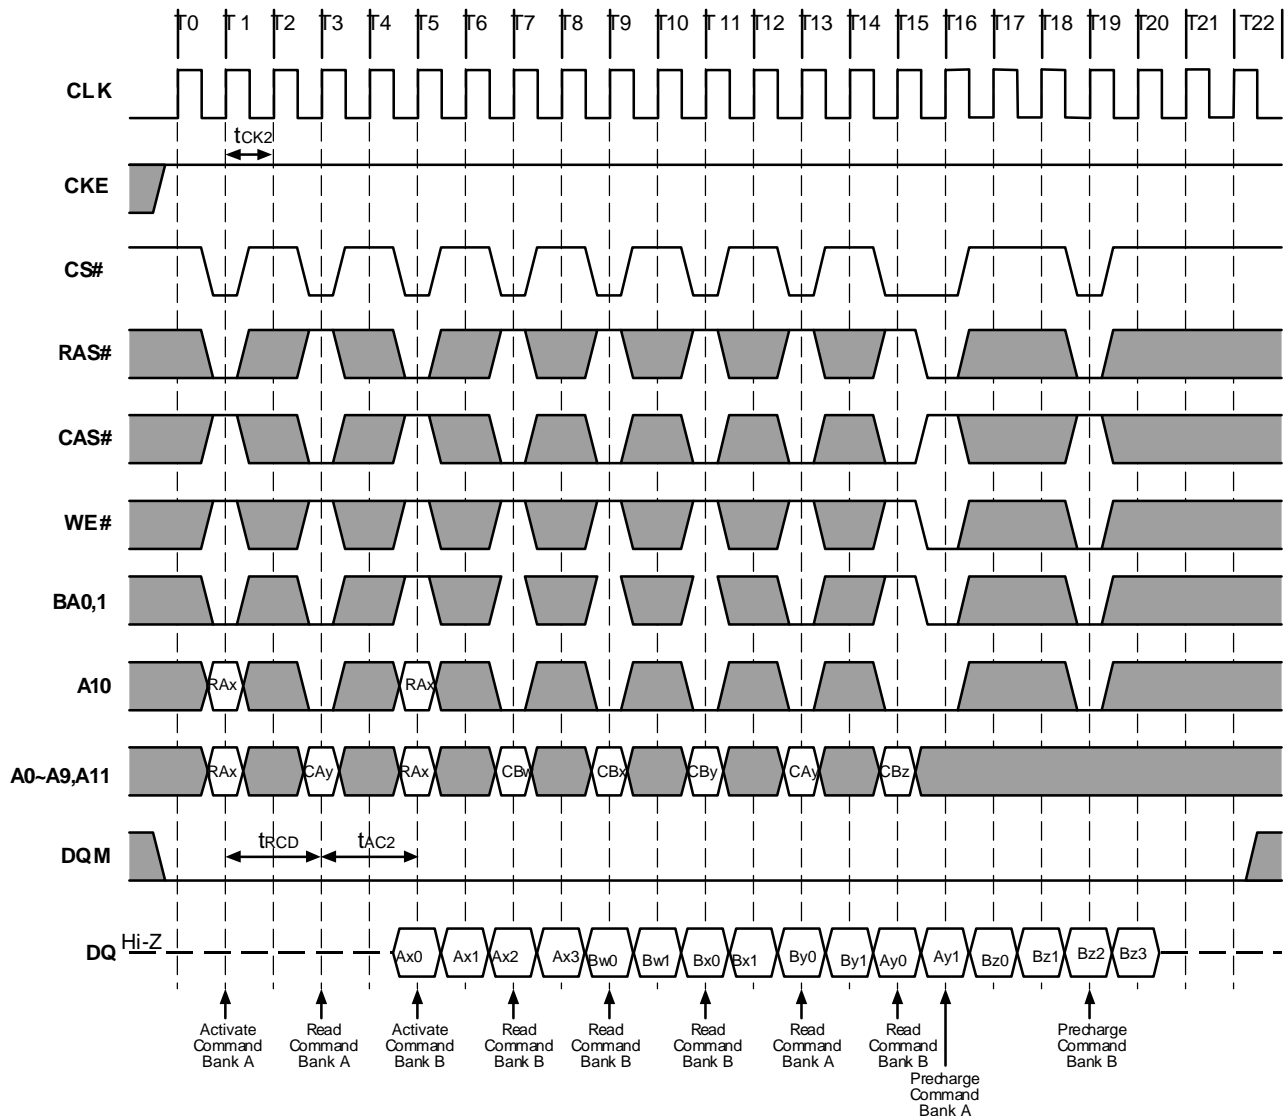 T0 T1 T2 T3 T4 T5 T6 T7 T8 T9 T10 T11 T12 T13 T14 T15 T16 T17 T18 T19 T20 T21 T22
CLK
tCK2
CKE
CS#
RAS#
CAS#
WE#
BA0,1
A10 RAx RAx
A0~A9,A11 RAx CAy RAx CBw CBx CBy CAy CBz
DQM tRCD tAC2
DQ Hi-Z Ax0 Ax1 Ax2 Ax3 Bw0 Bw1 Bx0 Bx1 By0 By1 Ay0 Ay1 Bz0 Bz1 Bz2 Bz3
Activate
Command
Bank A
Read
Command
Bank A
Activate
Command
Bank B
Read
Command
Bank B
Read
Command
Bank B
Read
Command
Bank B
Read
Command
Bank A
Read
Command
Bank B
Precharge
Command
Bank A
Precharge
Command
Bank B